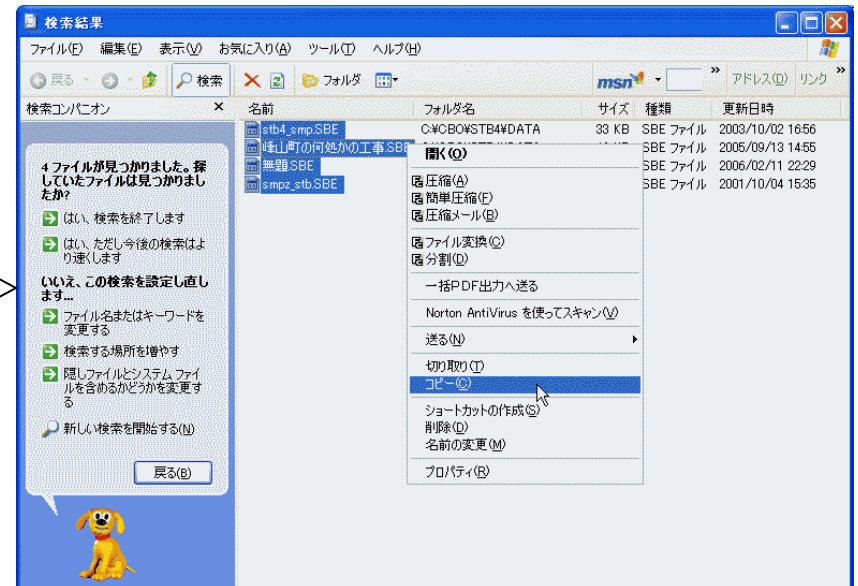 検索結果
ファイル(F) 編集(E) 表示(V) お気に入り(A) ツール(T) ヘルプ(H)
戻る 検索 フォルダ msn » アドレス(D) リンク »
検索コンパニオン ×
4 ファイルが見つかりました。探
していたファイルは見つかりまし
たか?
はい、検索を終了します
はい、ただし今後の検索はよ
り速くします
いいえ、この検索を設定し直し
ます...
ファイル名またはキーワードを
変更する
検索する場所を増やす
隠しファイルとシステム ファイ
ルを含めるかどうかを変更す
る
新しい検索を開始する(N)
戻る(B)
名前 フォルダ名 サイズ 種類 更新日時
stb4_smp.SBE C:¥CBO¥STB4¥DATA 33 KB SBE ファイル 2003/10/02 16:56
峰山町の何処かの工事.SBE SBE ファイル 2005/09/13 14:55
無題.SBE SBE ファイル 2006/02/11 22:29
smpz_stb.SBE SBE ファイル 2001/10/04 15:35
開く(O)
圧縮(A)
簡単圧縮(F)
圧縮メール(B)
ファイル変換(C)
分割(D)
一括PDF出力へ送る
Norton AntiVirus を使ってスキャン(V)
送る(N)
切り取り(T)
コピー(C)
ショートカットの作成(S)
削除(D)
名前の変更(M)
プロパティ(R)